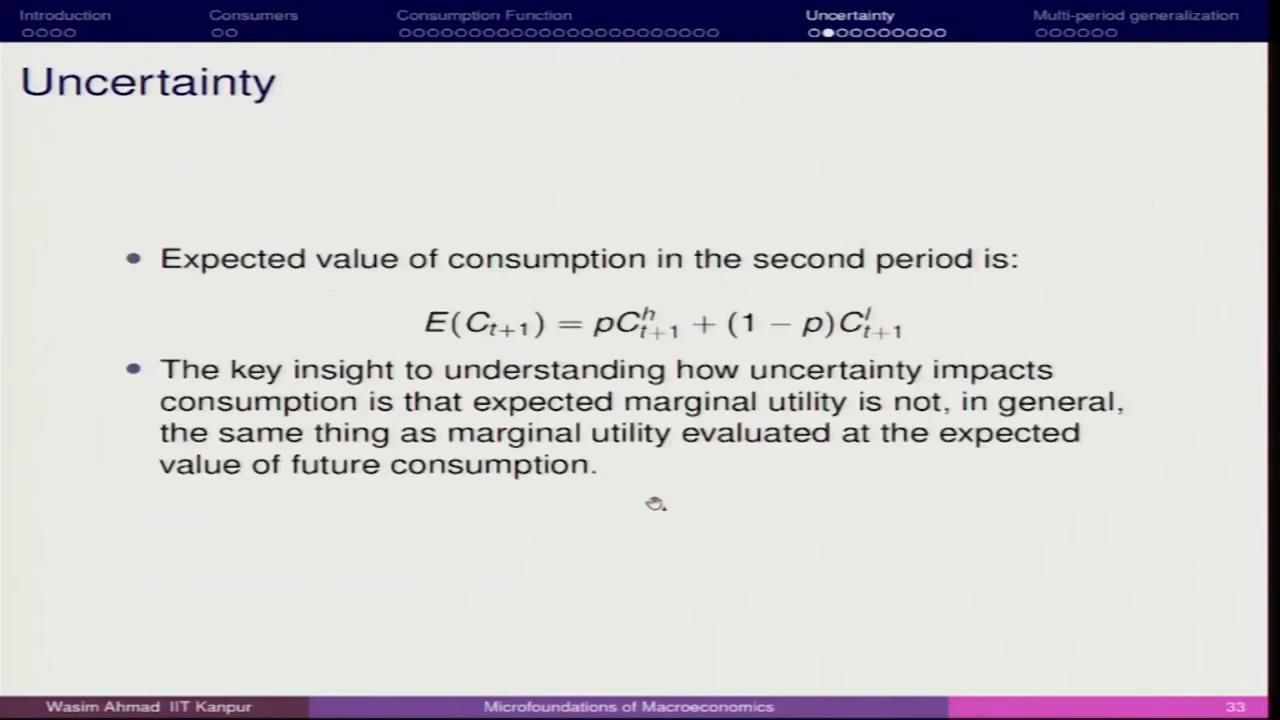 Introduction
Consumers
Consumption Function
Uncertainty
Multi-period generalization
Uncertainty
• Expected value of consumption in the second period is:
E(C_{t+1}) = pC^h_{t+1} + (1 − p)C^l_{t+1}
• The key insight to understanding how uncertainty impacts
consumption is that expected marginal utility is not, in general,
the same thing as marginal utility evaluated at the expected
value of future consumption.
Wasim Ahmad IIT Kanpur
Microfoundations of Macroeconomics
33